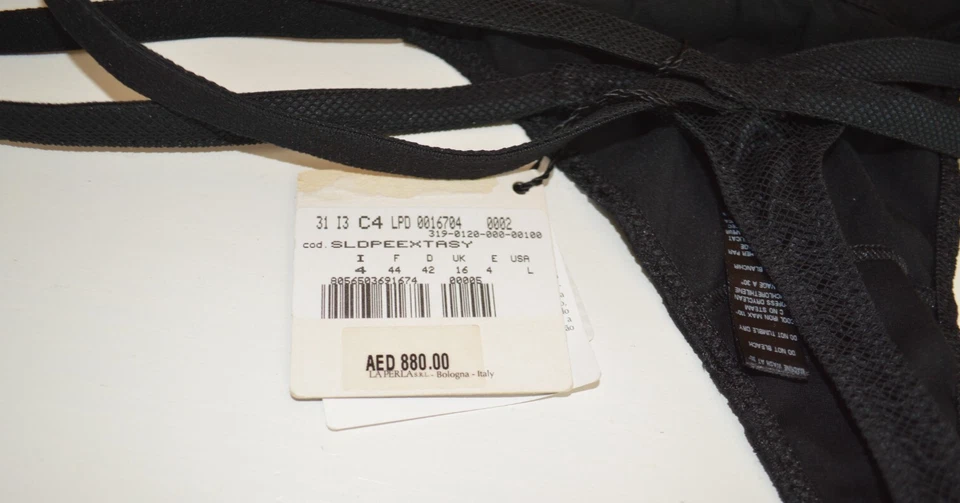 31 I3 C4 LPD 0016704 0002
319-0120-000-00100
cod. SLDPEEXTASY
I F D UK E USA
4 44 42 16 4 L
8056503691674 00005
AED 880.00
LA PERLA S.R.L. - Bologna - Italy
BLANCHIR
DO NOT TUMBLE DRY
DO NOT BLEACH